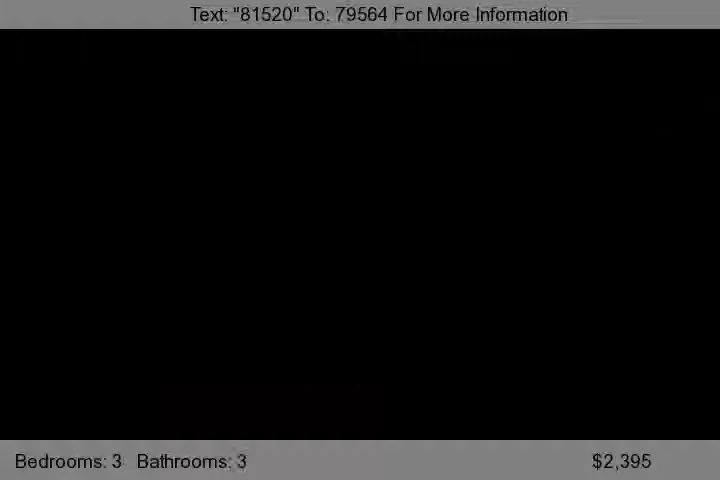 Text: "81520" To: 79564 For More Information
Bedrooms: 3 Bathrooms: 3 $2,395